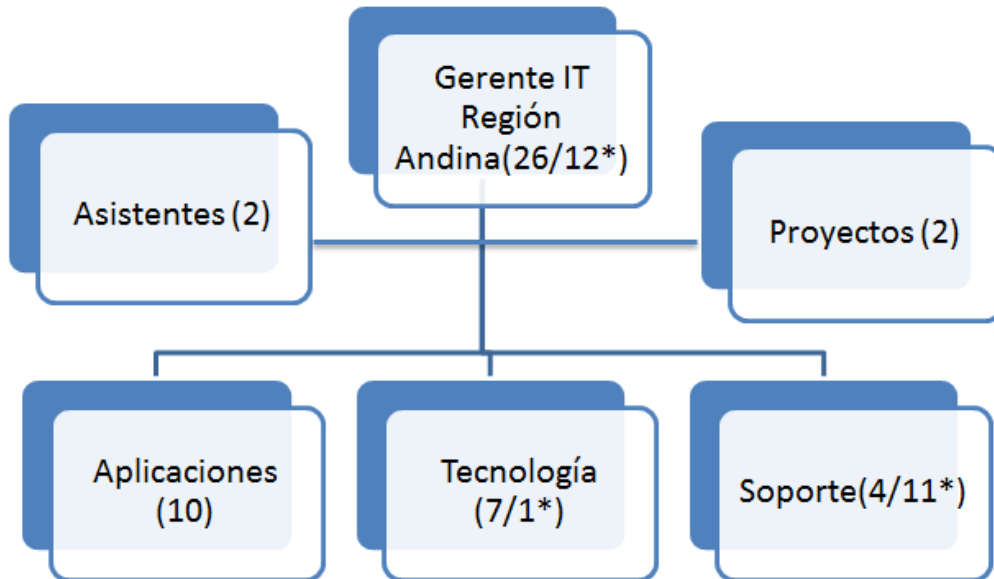 Gerente IT
Región
Andina(26/12*)
Asistentes (2)
Proyectos (2)
Aplicaciones
(10)
Tecnología
(7/1*)
Soporte(4/11*)